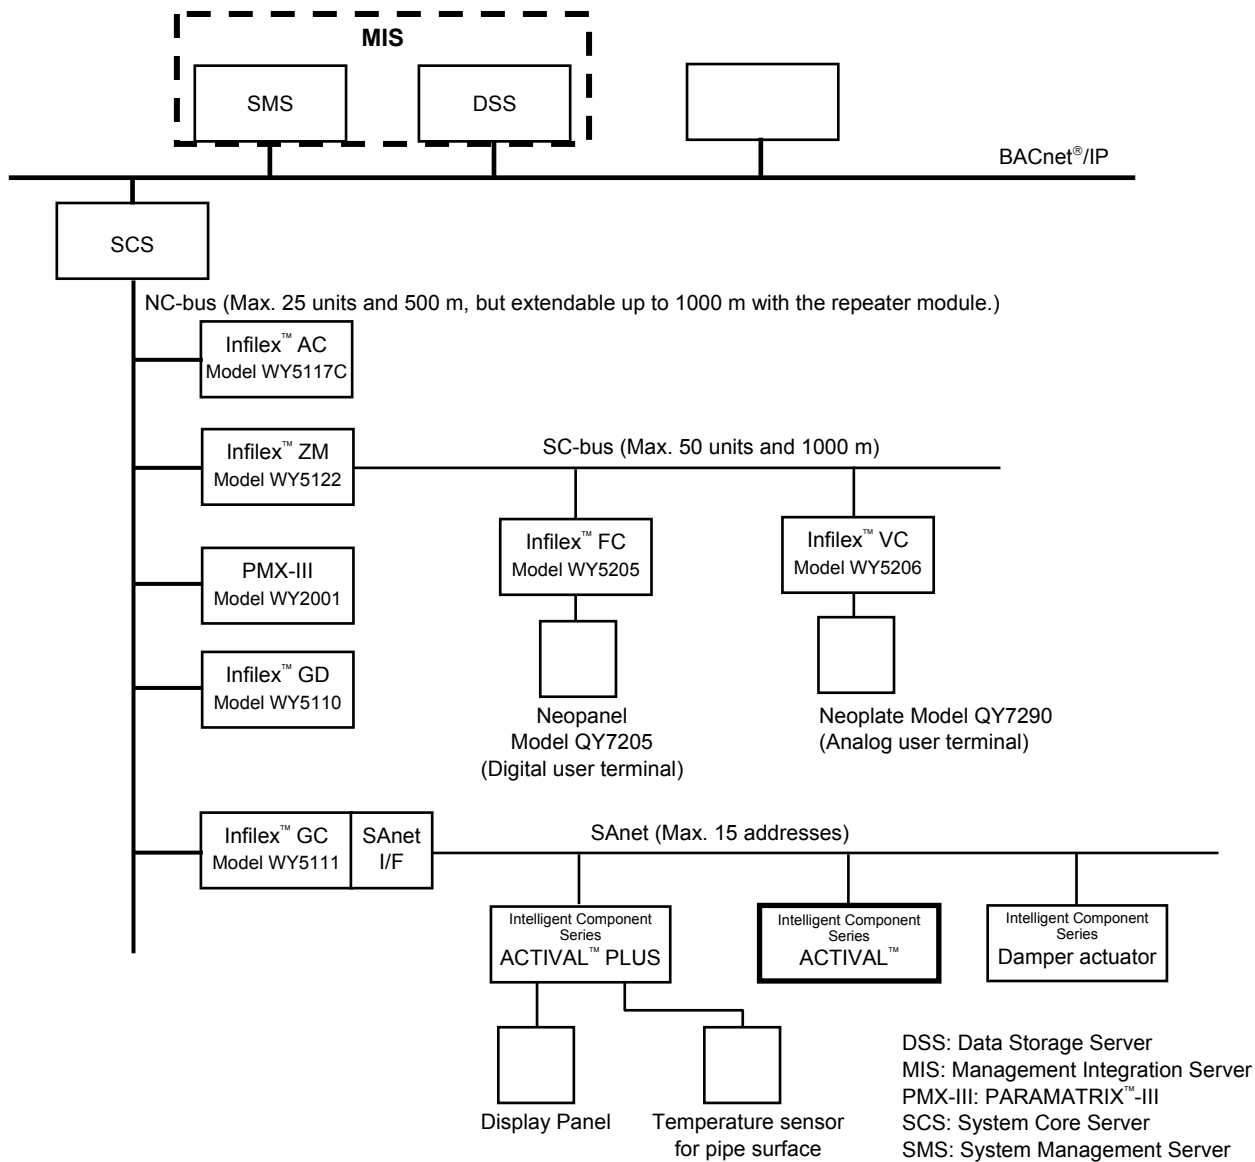 MIS
SMS
DSS
BACnet®/IP
SCS
NC-bus (Max. 25 units and 500 m, but extendable up to 1000 m with the repeater module.)
Infilex™ AC
Model WY5117C
Infilex™ ZM
Model WY5122
SC-bus (Max. 50 units and 1000 m)
Infilex™ FC
Model WY5205
Infilex™ VC
Model WY5206
PMX-III
Model WY2001
Infilex™ GD
Model WY5110
Neopanel
Model QY7205
(Digital user terminal)
Neoplate Model QY7290
(Analog user terminal)
Infilex™ GC
Model WY5111
SAnet
I/F
SAnet (Max. 15 addresses)
Intelligent Component
Series
ACTIVAL™ PLUS
Intelligent Component
Series
ACTIVAL™
Intelligent Component
Series
Damper actuator
Display Panel
Temperature sensor
for pipe surface
DSS: Data Storage Server
MIS: Management Integration Server
PMX-III: PARAMATRIX™-III
SCS: System Core Server
SMS: System Management Server